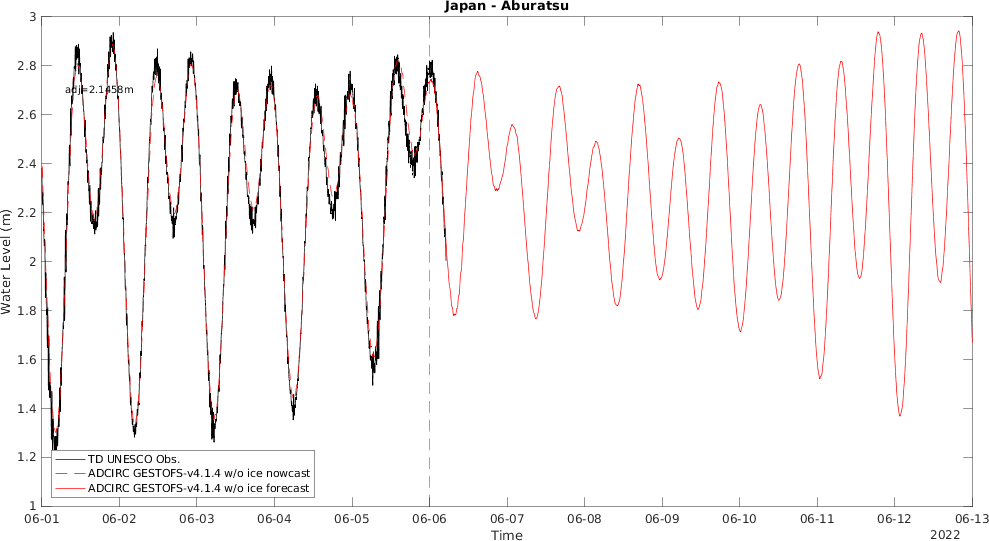 Japan - Aburatsu
3
2.8
adj=2.1458m
2.6
2.4
2.2
Water Level (m)
2
1.8
1.6
1.4
1.2
1
TD UNESCO Obs.
ADCIRC GESTOFS-v4.1.4 w/o ice nowcast
ADCIRC GESTOFS-v4.1.4 w/o ice forecast
06-01 06-02 06-03 06-04 06-05 06-06 06-07 06-08 06-09 06-10 06-11 06-12 06-13
Time
2022